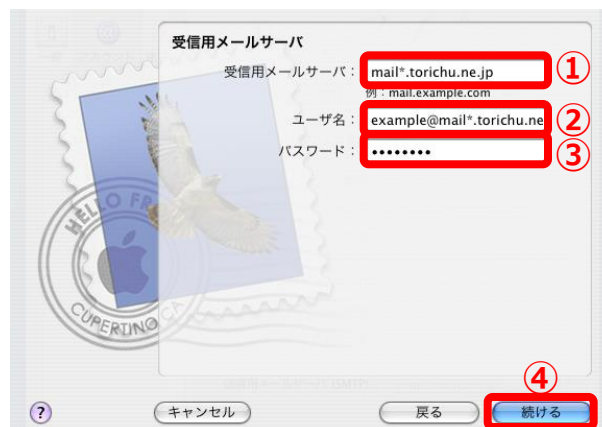 受信用メールサーバ
受信用メールサーバ： mail*.torichu.ne.jp ①
例：mail.example.com
ユーザ名： example@mail*.torichu.ne ②
パスワード： •••••••• ③
HELLO FR
CUPERTINO CA
④
? キャンセル 戻る 続ける